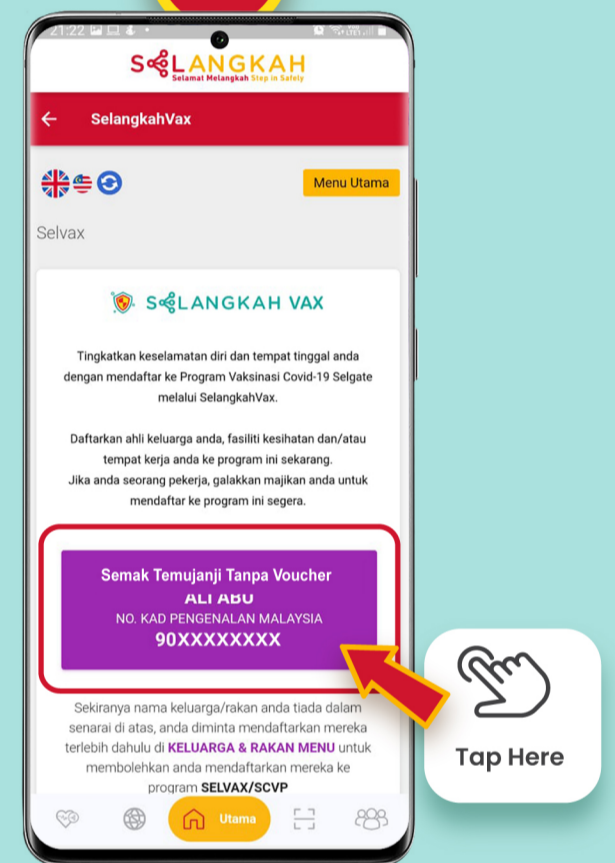 21:22
SELANGKAH
Selamat Melangkah Step in Safely
SelangkahVax
Menu Utama
Selvax
SELANGKAH VAX
Tingkatkan keselamatan diri dan tempat tinggal anda
dengan mendaftar ke Program Vaksinasi Covid-19 Selgate
melalui SelangkahVax.
Daftarkan ahli keluarga anda, fasiliti kesihatan dan/atau
tempat kerja anda ke program ini sekarang.
Jika anda seorang pekerja, galakkan majikan anda untuk
mendaftar ke program ini segera.
Semak Temujanji Tanpa Voucher
ALI ABU
NO. KAD PENGENALAN MALAYSIA
90XXXXXXXX
Sekiranya nama keluarga/rakan anda tiada dalam
senarai di atas, anda diminta mendaftarkan mereka
terlebih dahulu di KELUARGA & RAKAN MENU untuk
membolehkan anda mendaftarkan mereka ke
program SELVAX/SCVP
Utama
Tap Here